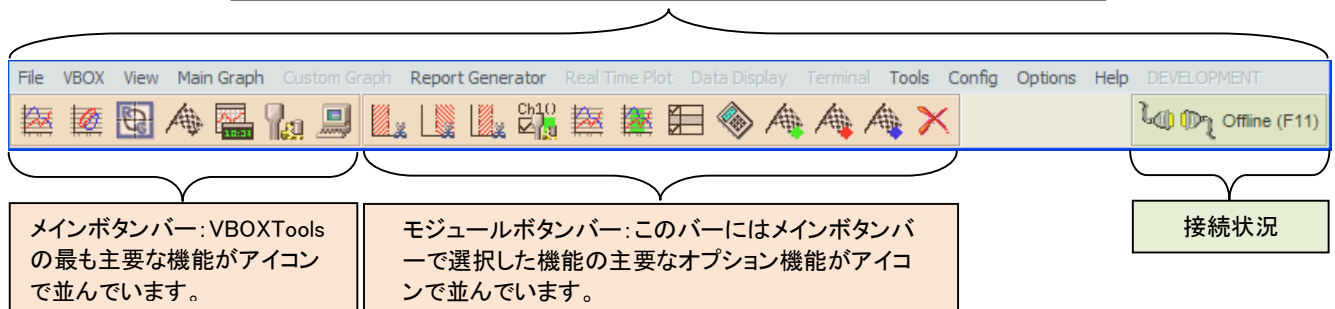 File VBOX View Main Graph Custom Graph Report Generator Real Time Plot Data Display Terminal Tools Config Options Help DEVELOPMENT
Offline (F11)
メインボタンバー：VBOXTools
の最も主要な機能がアイコン
で並んでいます。
モジュールボタンバー：このバーにはメインボタンバ
ーで選択した機能の主要なオプション機能がアイコ
ンで並んでいます。
接続状況